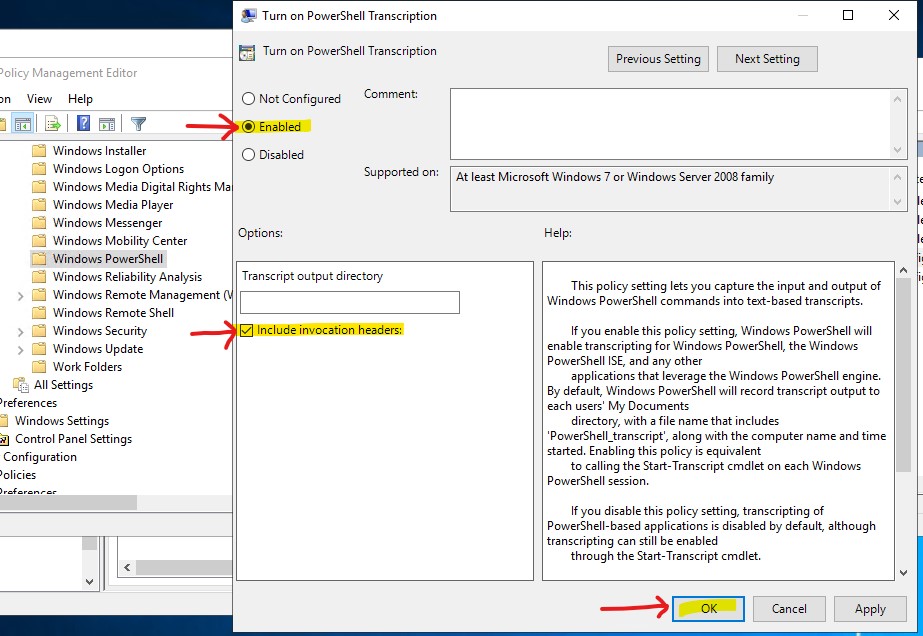 Turn on PowerShell Transcription
Turn on PowerShell Transcription
Previous Setting
Next Setting
Policy Management Editor
on View Help
Not Configured
Enabled
Disabled
Comment:
Supported on:
At least Microsoft Windows 7 or Windows Server 2008 family
Windows Installer
Windows Logon Options
Windows Media Digital Rights Ma
Windows Media Player
Windows Messenger
Windows Mobility Center
Windows PowerShell
Windows Reliability Analysis
Windows Remote Management (W
Windows Remote Shell
Windows Security
Windows Update
Work Folders
All Settings
Preferences
Windows Settings
Control Panel Settings
Configuration
Policies
Preferences
Options:
Transcript output directory
Include invocation headers:
Help:
This policy setting lets you capture the input and output of
Windows PowerShell commands into text-based transcripts.
If you enable this policy setting, Windows PowerShell will
enable transcripting for Windows PowerShell, the Windows
PowerShell ISE, and any other
applications that leverage the Windows PowerShell engine.
By default, Windows PowerShell will record transcript output to
each users' My Documents
directory, with a file name that includes
'PowerShell_transcript', along with the computer name and time
started. Enabling this policy is equivalent
to calling the Start-Transcript cmdlet on each Windows
PowerShell session.
If you disable this policy setting, transcripting of
PowerShell-based applications is disabled by default, although
transcripting can still be enabled
through the Start-Transcript cmdlet.
OK
Cancel
Apply